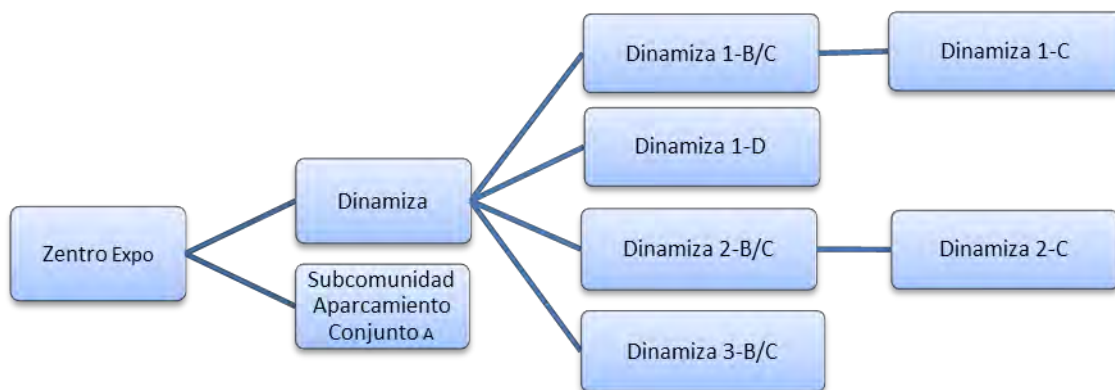 Dinamiza 1-B/C
Dinamiza 1-C
Dinamiza 1-D
Dinamiza
Zentro Expo
Dinamiza 2-B/C
Dinamiza 2-C
Subcomunidad
Aparcamiento
Conjunto A
Dinamiza 3-B/C